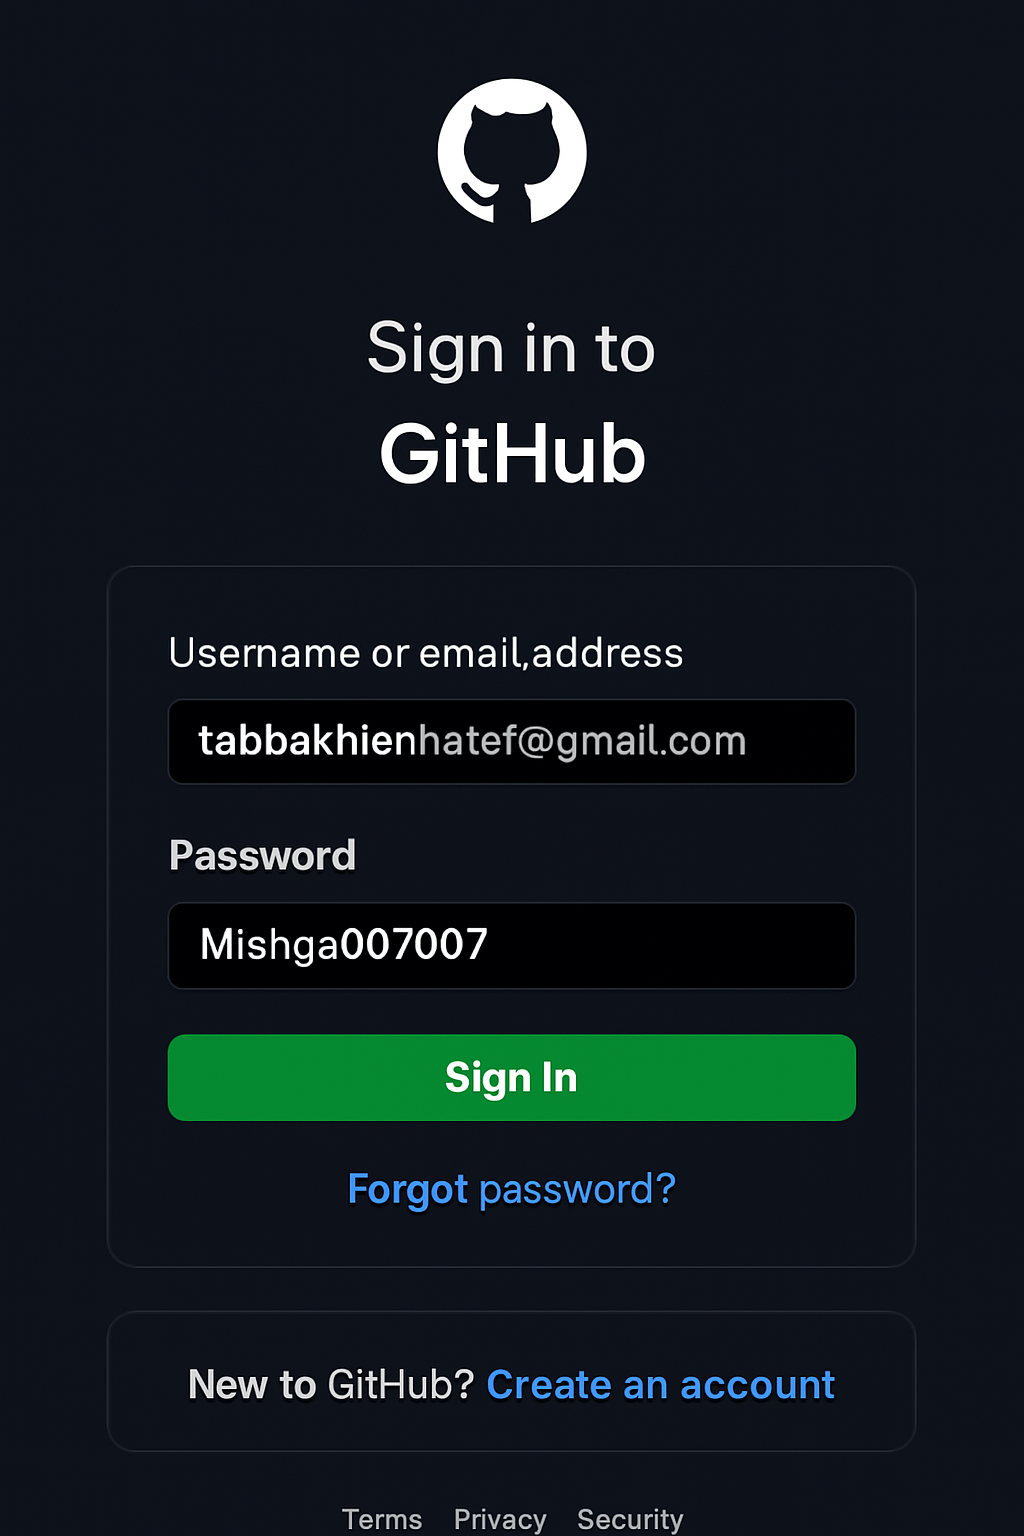 Sign in to
GitHub
Username or email,address
tabbakhienhatef@gmail.com
Password
Mishga007007
Sign In
Forgot password?
New to GitHub? Create an account
Terms Privacy Security